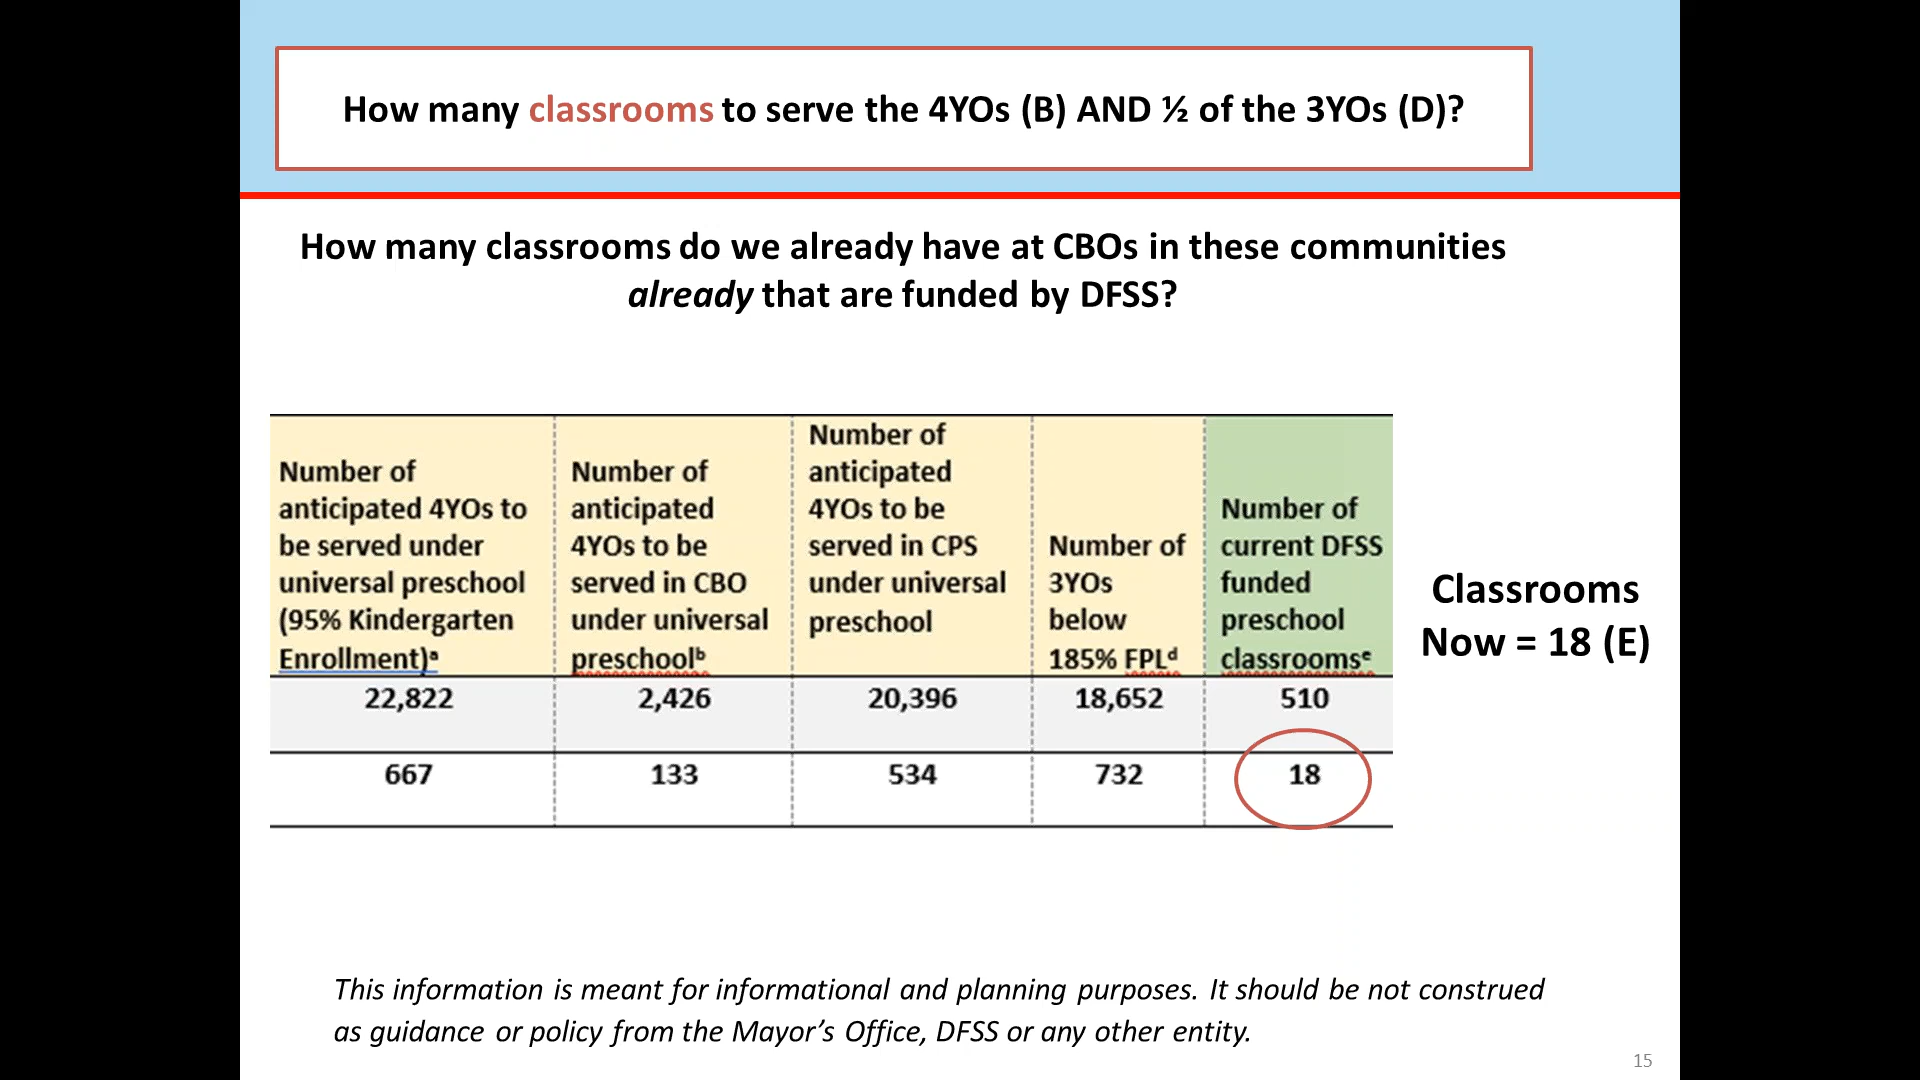 How many classrooms to serve the 4YOs (B) AND ½ of the 3YOs (D)?
How many classrooms do we already have at CBOs in these communities
already that are funded by DFSS?
Number of
anticipated 4YOs to
be served under
universal preschool
(95% Kindergarten
Enrollment)ᵃ
Number of
anticipated
4YOs to be
served in CBO
under universal
preschoolᵇ
Number of
anticipated
4YOs to be
served in CPS
under universal
preschool
Number of
3YOs
below
185% FPLᵈ
Number of
current DFSS
funded
preschool
classroomsᵉ
22,822 2,426 20,396 18,652 510
667 133 534 732 18
Classrooms
Now = 18 (E)
This information is meant for informational and planning purposes. It should be not construed
as guidance or policy from the Mayor’s Office, DFSS or any other entity.
15